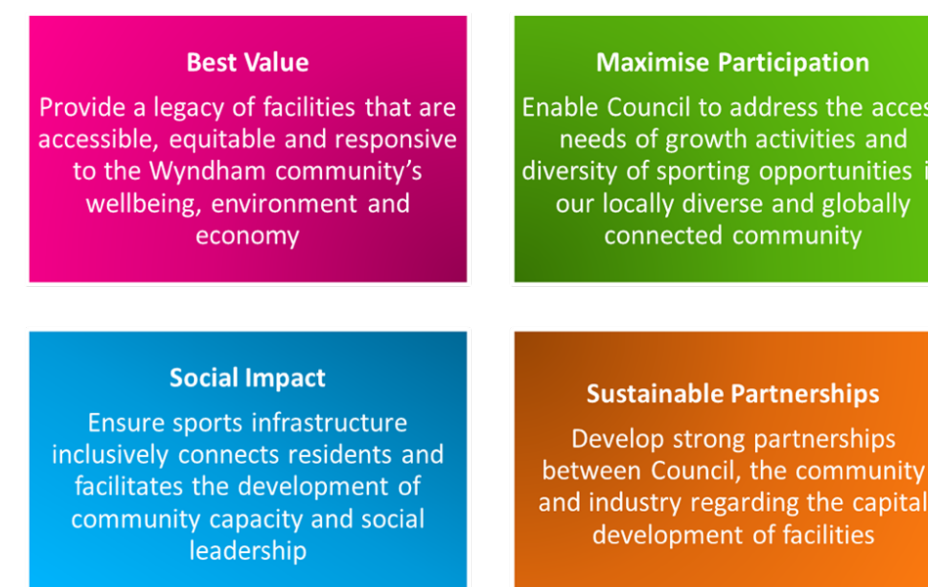 Best Value
Provide a legacy of facilities that are
accessible, equitable and responsive
to the Wyndham community's
wellbeing, environment and
economy
Maximise Participation
Enable Council to address the
needs of growth activities and
diversity of sporting opportunities
our locally diverse and globally
connected community
Social Impact
Ensure sports infrastructure
inclusively connects residents and
facilitates the development of
community capacity and social
leadership
Sustainable Partnerships
Develop strong partnerships
between Council, the community
and industry regarding the capital
development of facilities